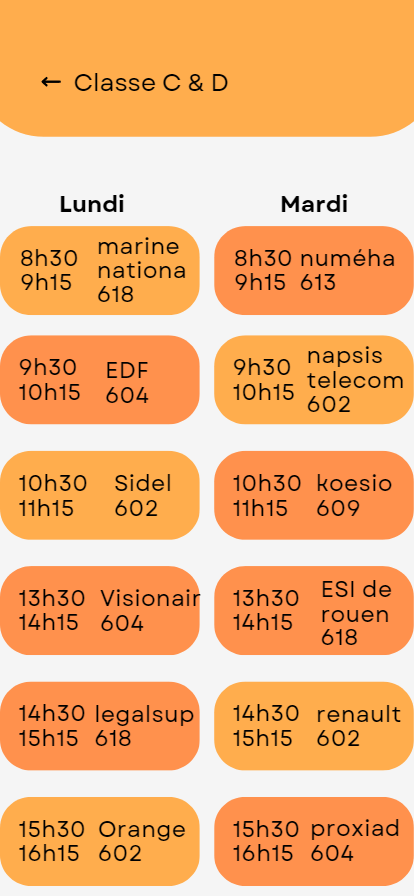 ← Classe C & D
Lundi
8h30
9h15
marine
nationa
618
9h30
10h15
EDF
604
10h30
11h15
Sidel
602
13h30
14h15
Visionair
604
14h30
15h15
legalsup
618
15h30
16h15
Orange
602
Mardi
8h30
9h15
numéha
613
9h30
10h15
napsis
telecom
602
10h30
11h15
koesio
609
13h30
14h15
ESI de
rouen
618
14h30
15h15
renault
602
15h30
16h15
proxiad
604